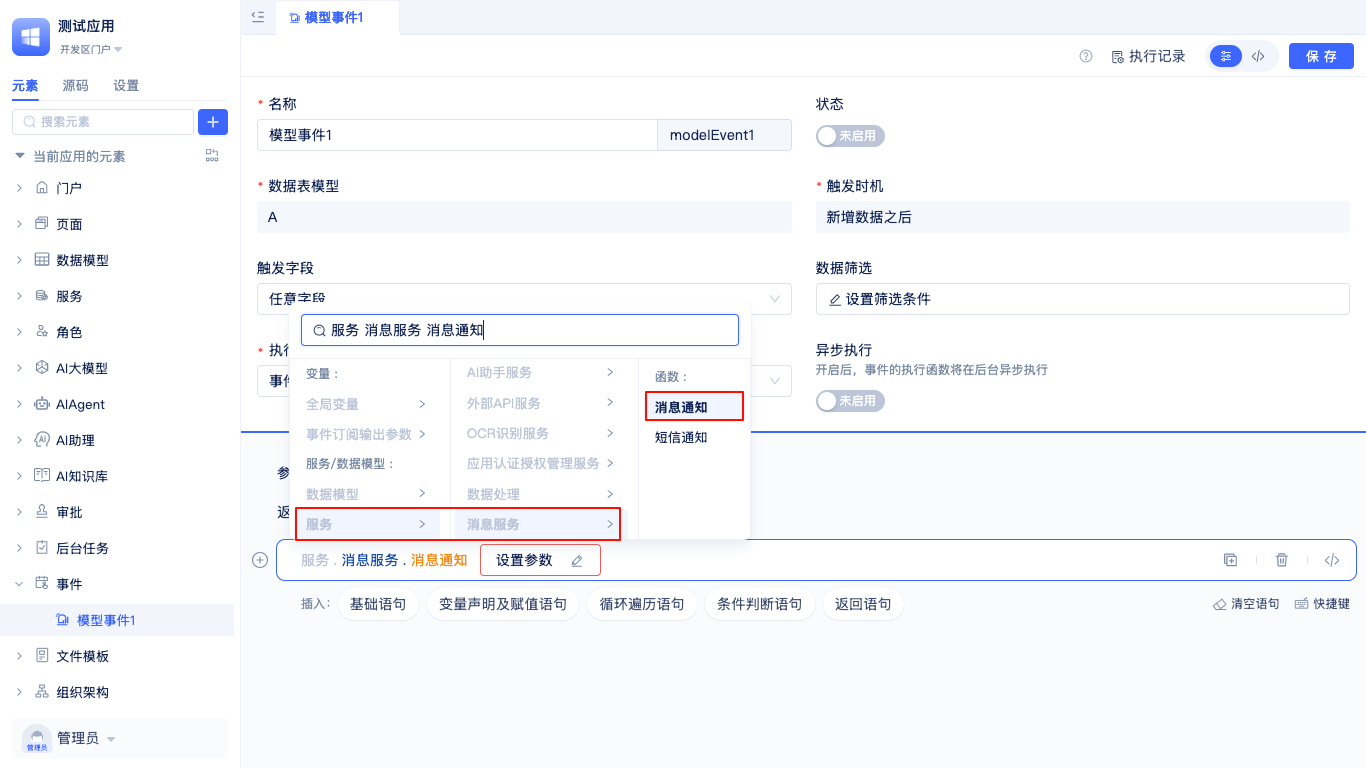 测试应用
开发区门户
元素 源码 设置
搜索元素
当前应用的元素
门户
页面
数据模型
服务
角色
AI大模型
AIAgent
AI助理
AI知识库
审批
后台任务
事件
模型事件1
文件模板
组织架构
管理员
管理员
模型事件1
执行记录
保存
* 名称
模型事件1
modelEvent1
状态
未启用
* 数据表模型
A
* 触发时机
新增数据之后
触发字段
任意字段
数据筛选
设置筛选条件
* 执行
事件
异步执行
开启后，事件的执行函数将在后台异步执行
未启用
服务 消息服务 消息通知
变量：
全局变量
事件订阅输出参数
服务/数据模型：
数据模型
服务
AI助手服务
外部API服务
OCR识别服务
应用认证授权管理服务
数据处理
消息服务
函数：
消息通知
短信通知
参
返
服务 . 消息服务 . 消息通知
设置参数
插入： 基础语句 变量声明及赋值语句 循环遍历语句 条件判断语句 返回语句
清空语句 快捷键